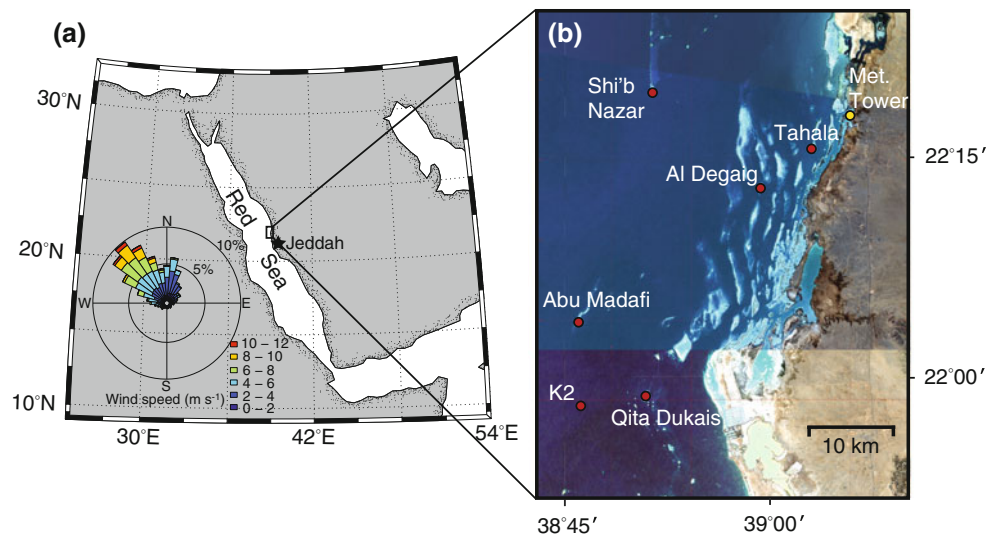 (a)
30°N
20°N
10°N
30°E
42°E
54°E
Red
Sea
Jeddah
N
10%
5%
W
E
S
10 – 12
8 – 10
6 – 8
4 – 6
2 – 4
0 – 2
Wind speed (m s⁻¹)
(b)
Shi’b
Nazar
Met.
Tower
Tahala
Al Degaig
Abu Madafi
K2
Qita Dukais
10 km
22°15′
22°00′
38°45′
39°00′